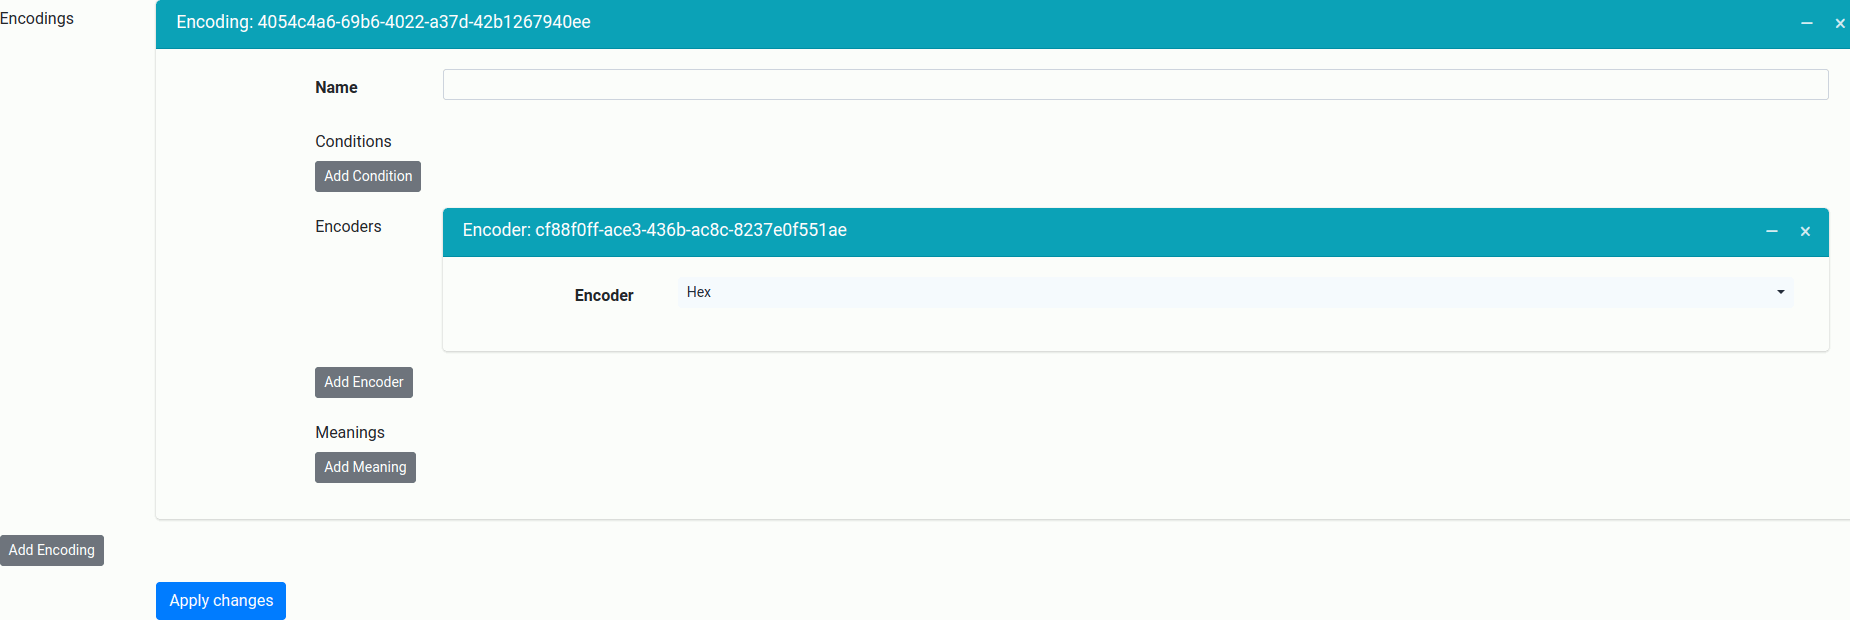 Encodings
Encoding: 4054c4a6-69b6-4022-a37d-42b1267940ee
Name
Conditions
Add Condition
Encoders
Encoder: cf88f0ff-ace3-436b-ac8c-8237e0f551ae
Encoder
Hex
Add Encoder
Meanings
Add Meaning
Add Encoding
Apply changes